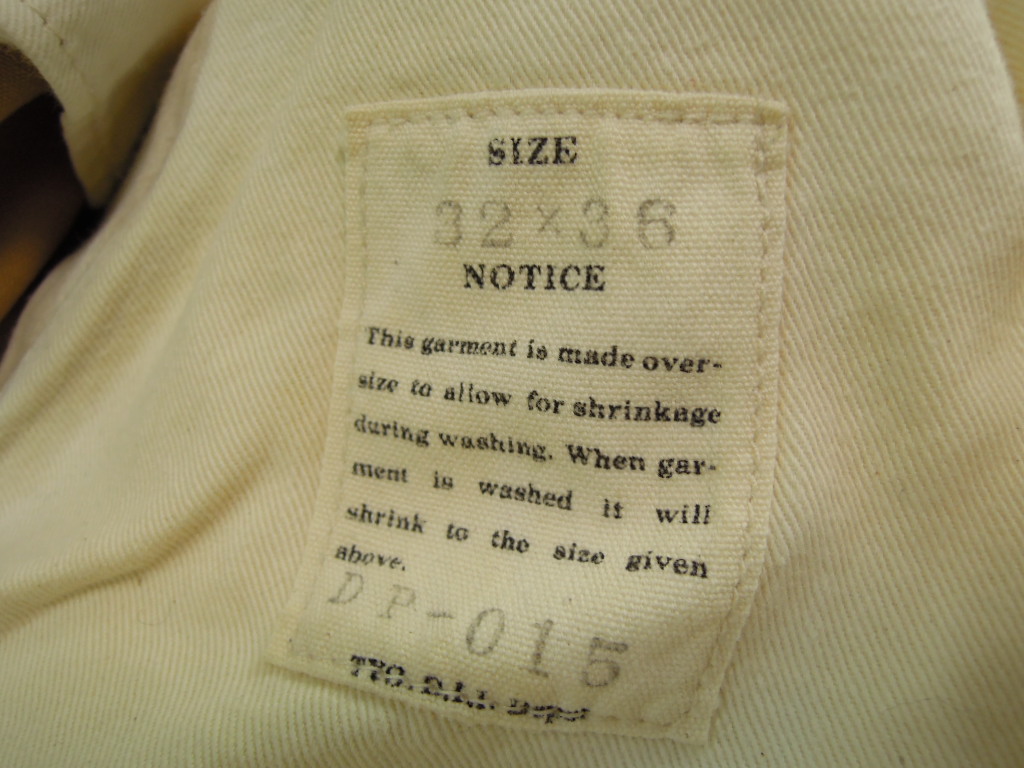 SIZE
32×36
NOTICE
This garment is made over-
size to allow for shrinkage
during washing. When gar-
ment is washed it will
shrink to the size given
above.
DP-015